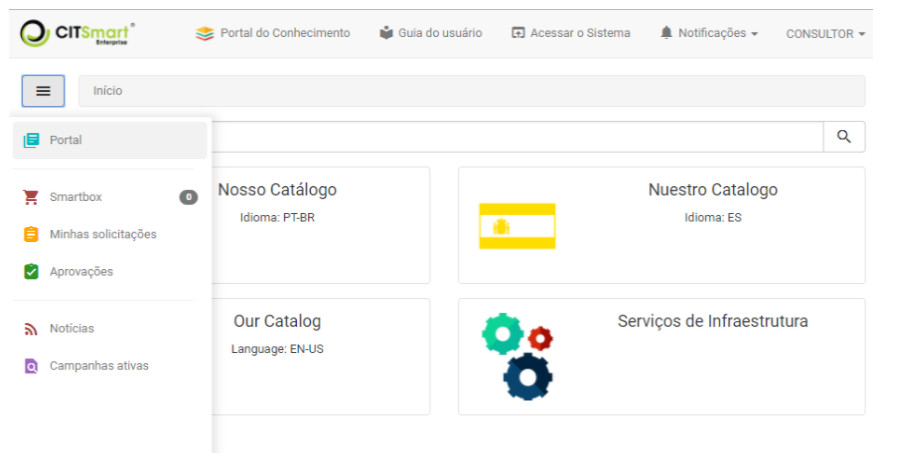 CITSmart®
Enterprise
Portal do Conhecimento
Guia do usuário
Acessar o Sistema
Notificações
CONSULTOR
Início
Portal
Smartbox
0
Minhas solicitações
Aprovações
Notícias
Campanhas ativas
Nosso Catálogo
Idioma: PT-BR
Nuestro Catalogo
Idioma: ES
Our Catalog
Language: EN-US
Serviços de Infraestrutura